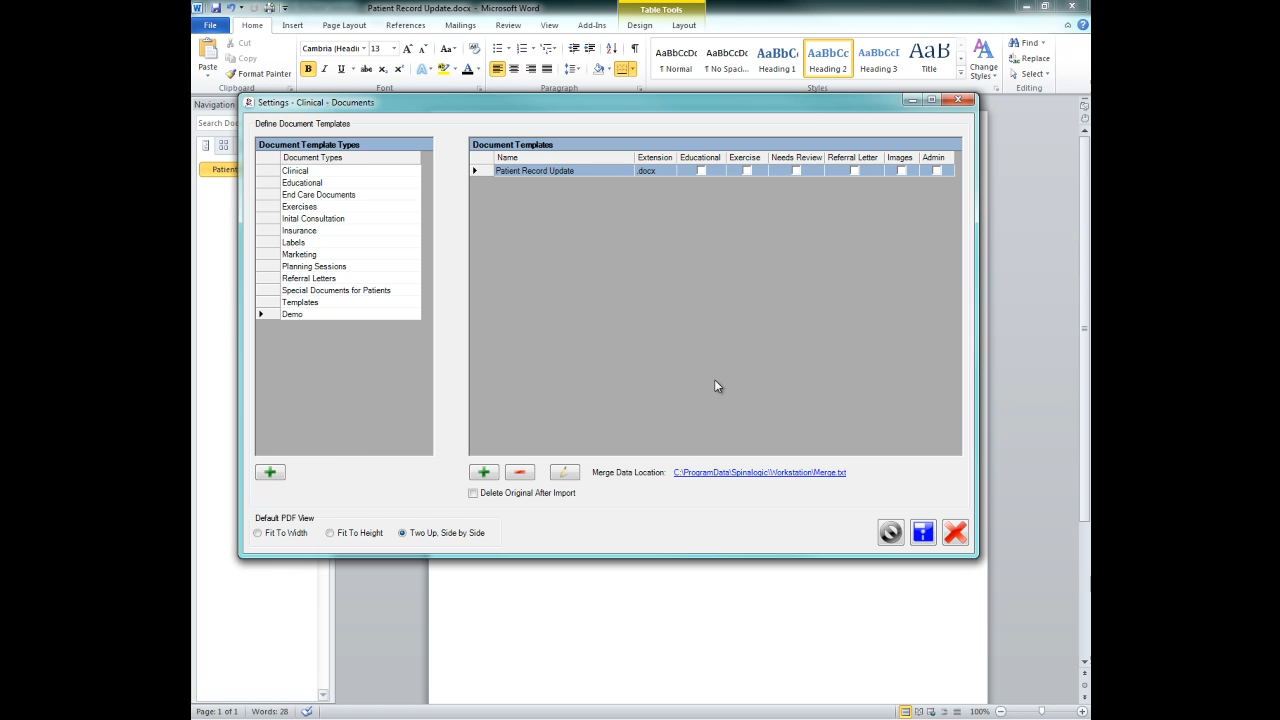 Patient Record Update.docx - Microsoft Word
Table Tools
File Home Insert Page Layout References Mailings Review View Add-Ins Design Layout
Paste
Cut
Copy
Format Painter
Clipboard
Cambria (Headi 13
Font
Paragraph
AaBbCcDc
¶ Normal
AaBbCcDc
¶ No Spaci...
AaBbC
Heading 1
AaBbCc
Heading 2
AaBbCcI
Heading 3
AaB
Title
Change
Styles
Styles
Find
Replace
Select
Editing
Navigation
Search Doc
Patient
Settings - Clinical - Documents
Define Document Templates
Document Template Types
Document Types
Clinical
Educational
End Care Documents
Exercises
Inital Consultation
Insurance
Labels
Marketing
Planning Sessions
Referral Letters
Special Documents for Patients
Templates
Demo
Document Templates
Name Extension Educational Exercise Needs Review Referral Letter Images Admin
Patient Record Update .docx
Merge Data Location: C:\ProgramData\Spinalogic\Workstation\Merge.txt
Delete Original After Import
Default PDF View
Fit To Width Fit To Height Two Up, Side by Side
Page: 1 of 1 Words: 28 100%